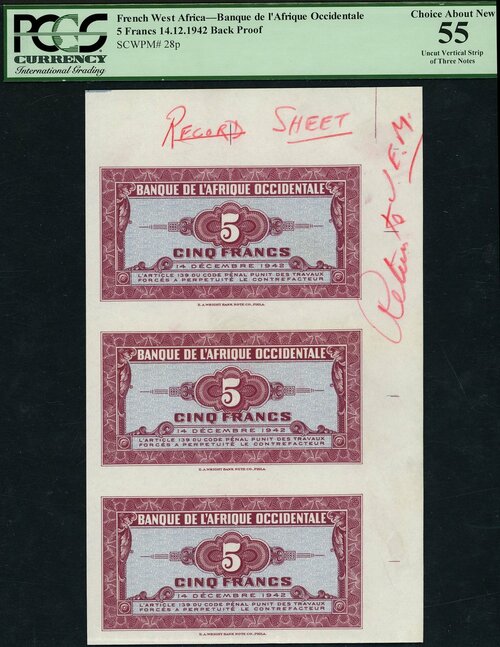 PCGS
CURRENCY
International Grading
French West Africa—Banque de l'Afrique Occidentale
5 Francs 14.12.1942 Back Proof
SCWPM# 28p
Choice About New
55
Uncut Vertical Strip
of Three Notes
RECORD SHEET
Return to E.M.
BANQUE DE L'AFRIQUE OCCIDENTALE
5
CINQ FRANCS
14 DÉCEMBRE 1942
L'ARTICLE 139 DU CODE PÉNAL PUNIT DES TRAVAUX
FORCÉS A PERPÉTUITÉ LE CONTREFACTEUR
E.A.WRIGHT BANK NOTE CO., PHILA.
BANQUE DE L'AFRIQUE OCCIDENTALE
5
CINQ FRANCS
14 DÉCEMBRE 1942
L'ARTICLE 139 DU CODE PÉNAL PUNIT DES TRAVAUX
FORCÉS A PERPÉTUITÉ LE CONTREFACTEUR
E.A.WRIGHT BANK NOTE CO., PHILA.
BANQUE DE L'AFRIQUE OCCIDENTALE
5
CINQ FRANCS
14 DÉCEMBRE 1942
L'ARTICLE 139 DU CODE PÉNAL PUNIT DES TRAVAUX
FORCÉS A PERPÉTUITÉ LE CONTREFACTEUR
E.A.WRIGHT BANK NOTE CO., PHILA.